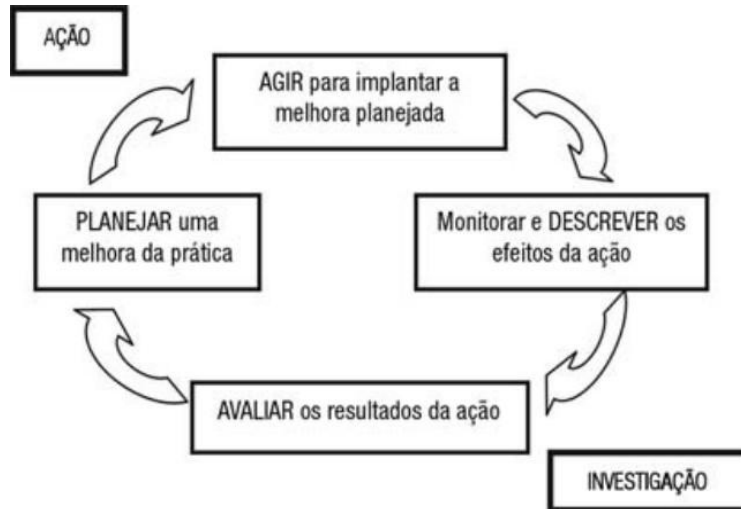 AÇÃO
AGIR para implantar a
melhora planejada
PLANEJAR uma
melhora da prática
Monitorar e DESCREVER os
efeitos da ação
AVALIAR os resultados da ação
INVESTIGAÇÃO